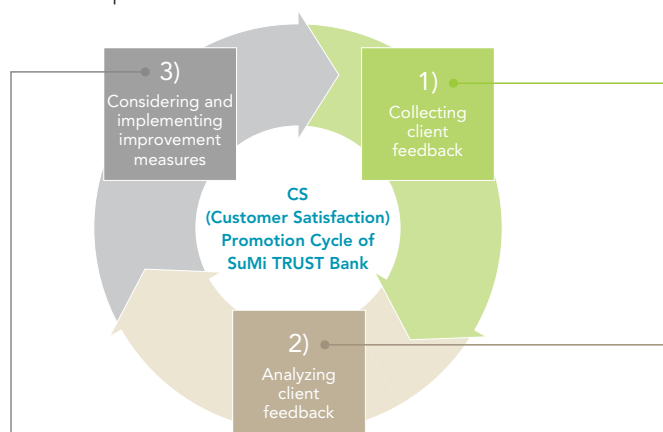 3)
Considering and
implementing
improvement
measures
1)
Collecting
client
feedback
CS
(Customer Satisfaction)
Promotion Cycle of
SuMi TRUST Bank
2)
Analyzing
client
feedback